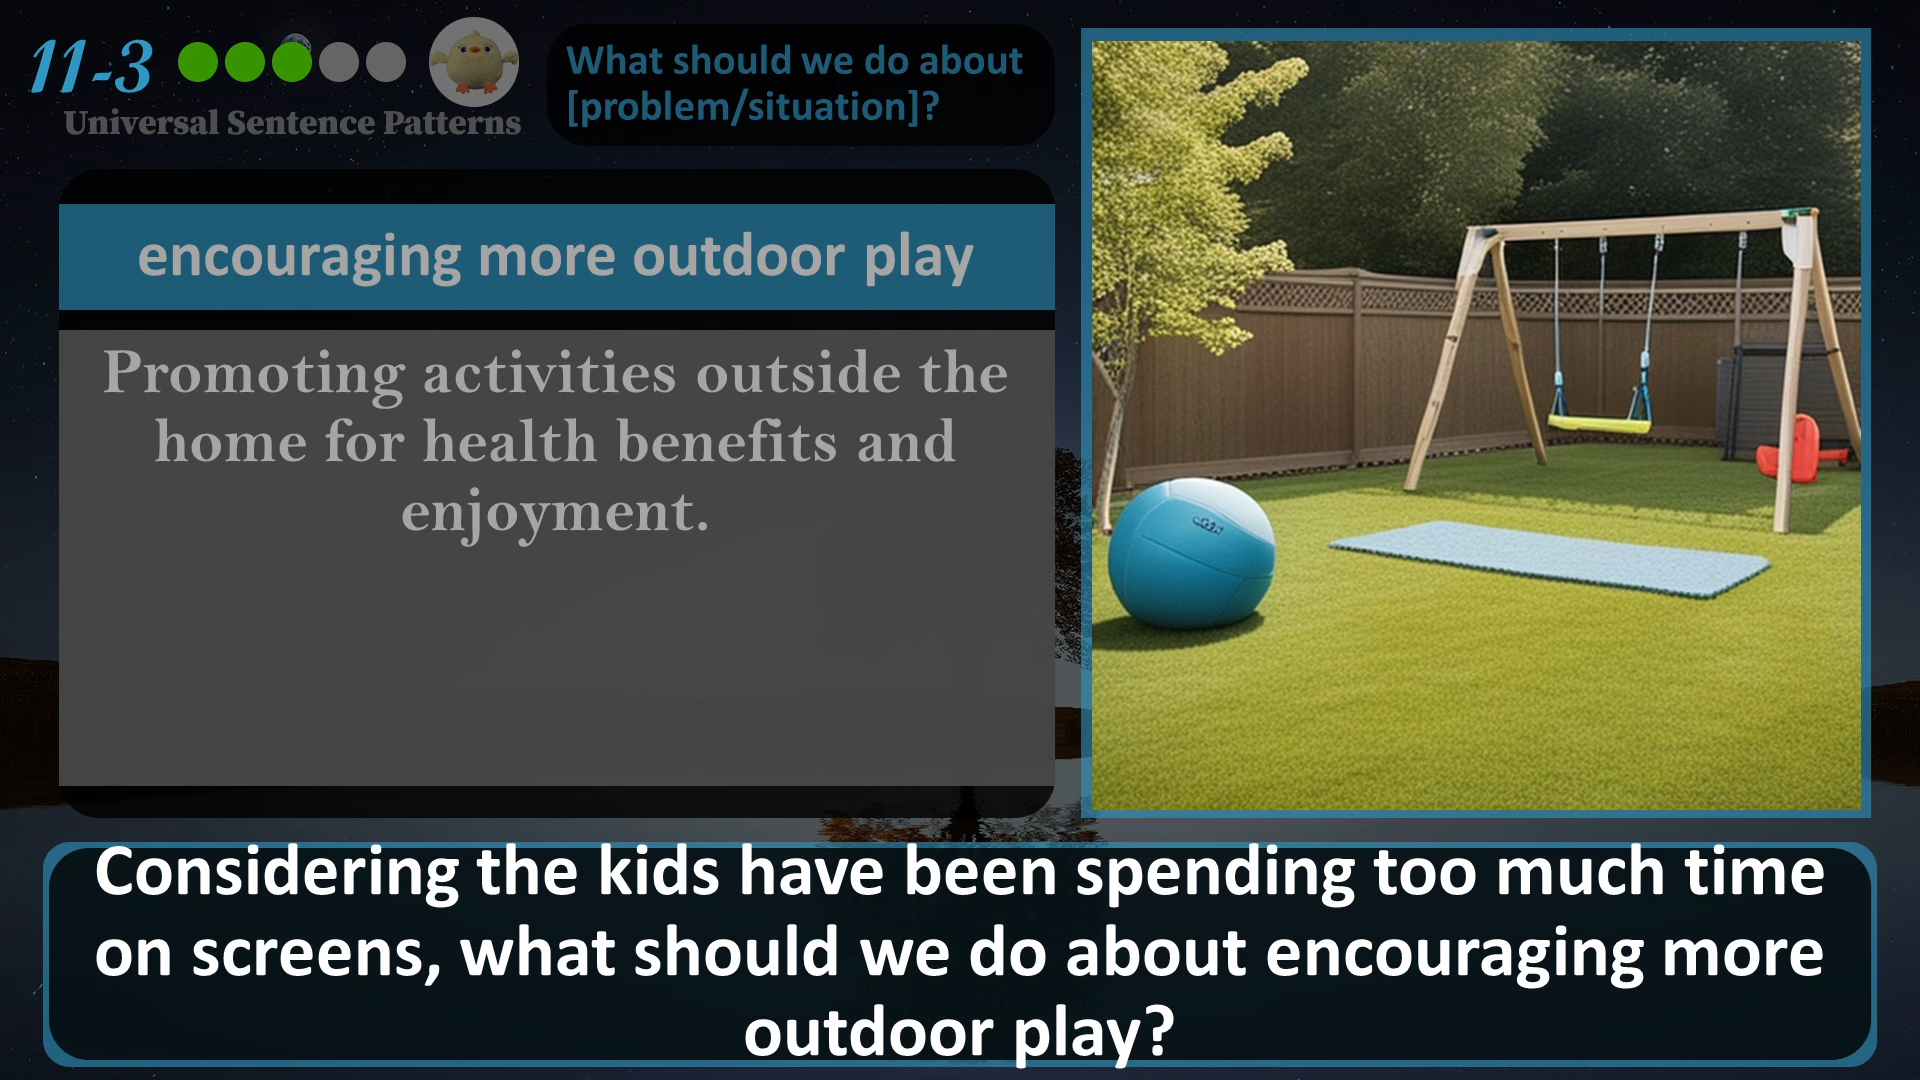 11-3
Universal Sentence Patterns
What should we do about
[problem/situation]?
encouraging more outdoor play
Promoting activities outside the
home for health benefits and
enjoyment.
Considering the kids have been spending too much time
on screens, what should we do about encouraging more
outdoor play?